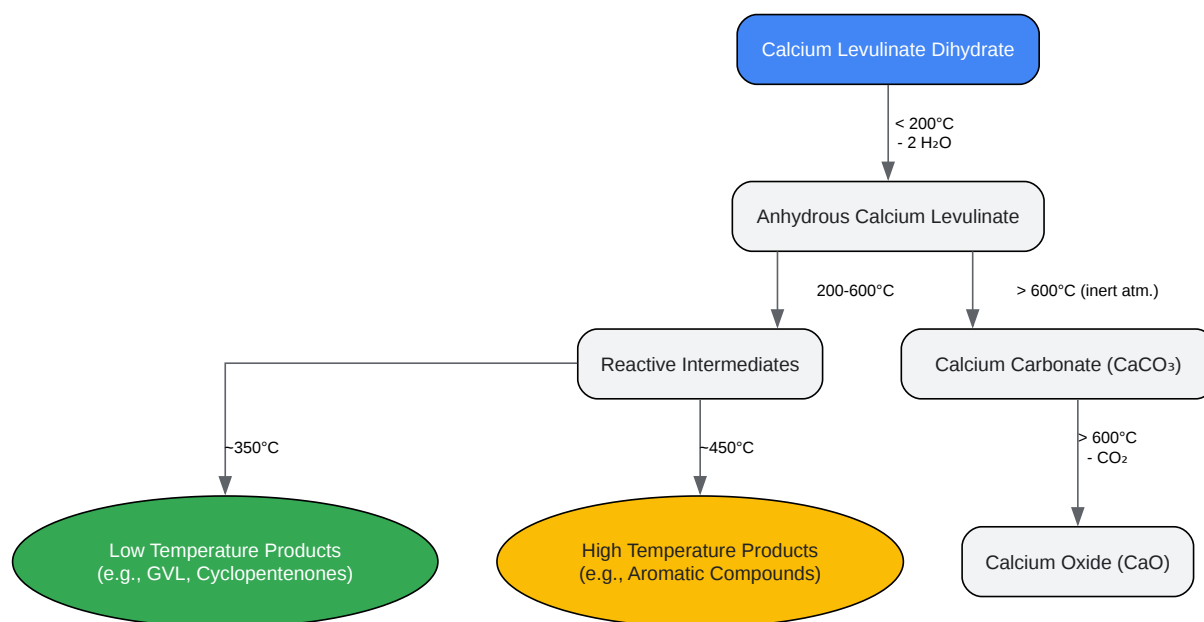 Calcium Levulinate Dihydrate
< 200°C
- 2 H₂O
Anhydrous Calcium Levulinate
200-600°C
> 600°C (inert atm.)
Reactive Intermediates
Calcium Carbonate (CaCO₃)
~350°C
~450°C
> 600°C
- CO₂
Low Temperature Products
(e.g., GVL, Cyclopentenones)
High Temperature Products
(e.g., Aromatic Compounds)
Calcium Oxide (CaO)